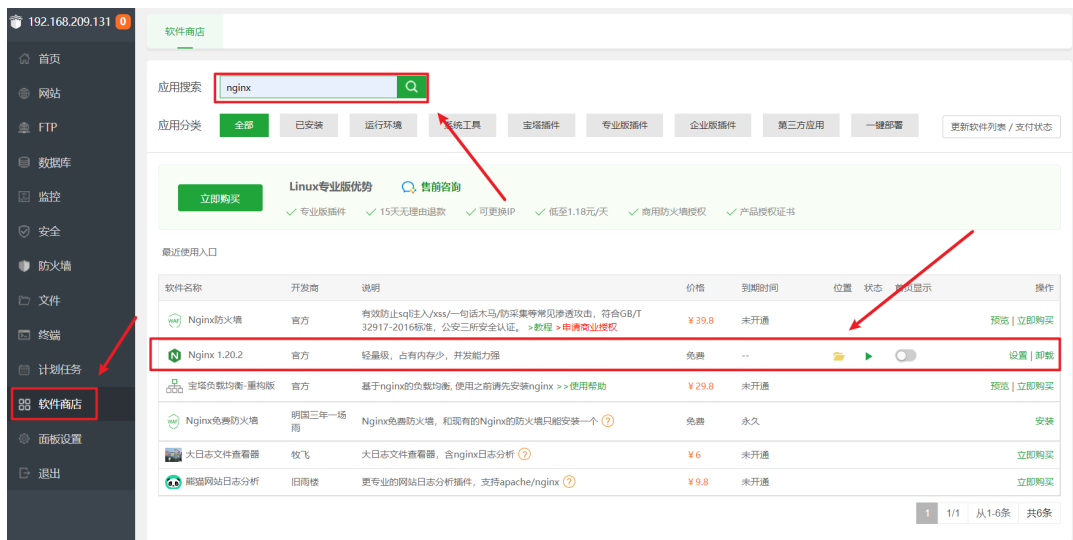 192.168.209.131 0
首页
网站
FTP
数据库
监控
安全
防火墙
文件
终端
计划任务
软件商店
面板设置
退出
软件商店
应用搜索 nginx
应用分类 全部 已安装 运行环境 系统工具 宝塔插件 专业版插件 企业版插件 第三方应用 一键部署 更新软件列表 / 支付状态
立即购买 Linux专业版优势 售前咨询
专业版插件 15天无理由退款 可更换IP 低至1.18元/天 商用防火墙授权 产品授权证书
最近使用入口
软件名称 开发商 说明 价格 到期时间 位置 状态 首页显示 操作
Nginx防火墙 官方 有效防止sql注入/xss/一句话木马/防采集等常见渗透攻击，符合GB/T
32917-2016标准，公安三所安全认证。 >教程 >申请商业授权 ¥39.8 未开通 预览 | 立即购买
Nginx 1.20.2 官方 轻量级，占有内存少，并发能力强 免费 -- 设置 | 卸载
宝塔负载均衡-重构版 官方 基于nginx的负载均衡, 使用之前请先安装nginx >>使用帮助 ¥29.8 未开通 预览 | 立即购买
Nginx免费防火墙 明国三年一场
雨 Nginx免费防火墙，和现有的Nginx的防火墙只能安装一个 ? 免费 永久 安装
大日志文件查看器 牧飞 大日志文件查看器，含nginx日志分析 ? ¥6 未开通 立即购买
熊猫网站日志分析 旧雨楼 更专业的网站日志分析插件，支持apache/nginx ? ¥9.8 未开通 立即购买
1 1/1 从1-6条 共6条